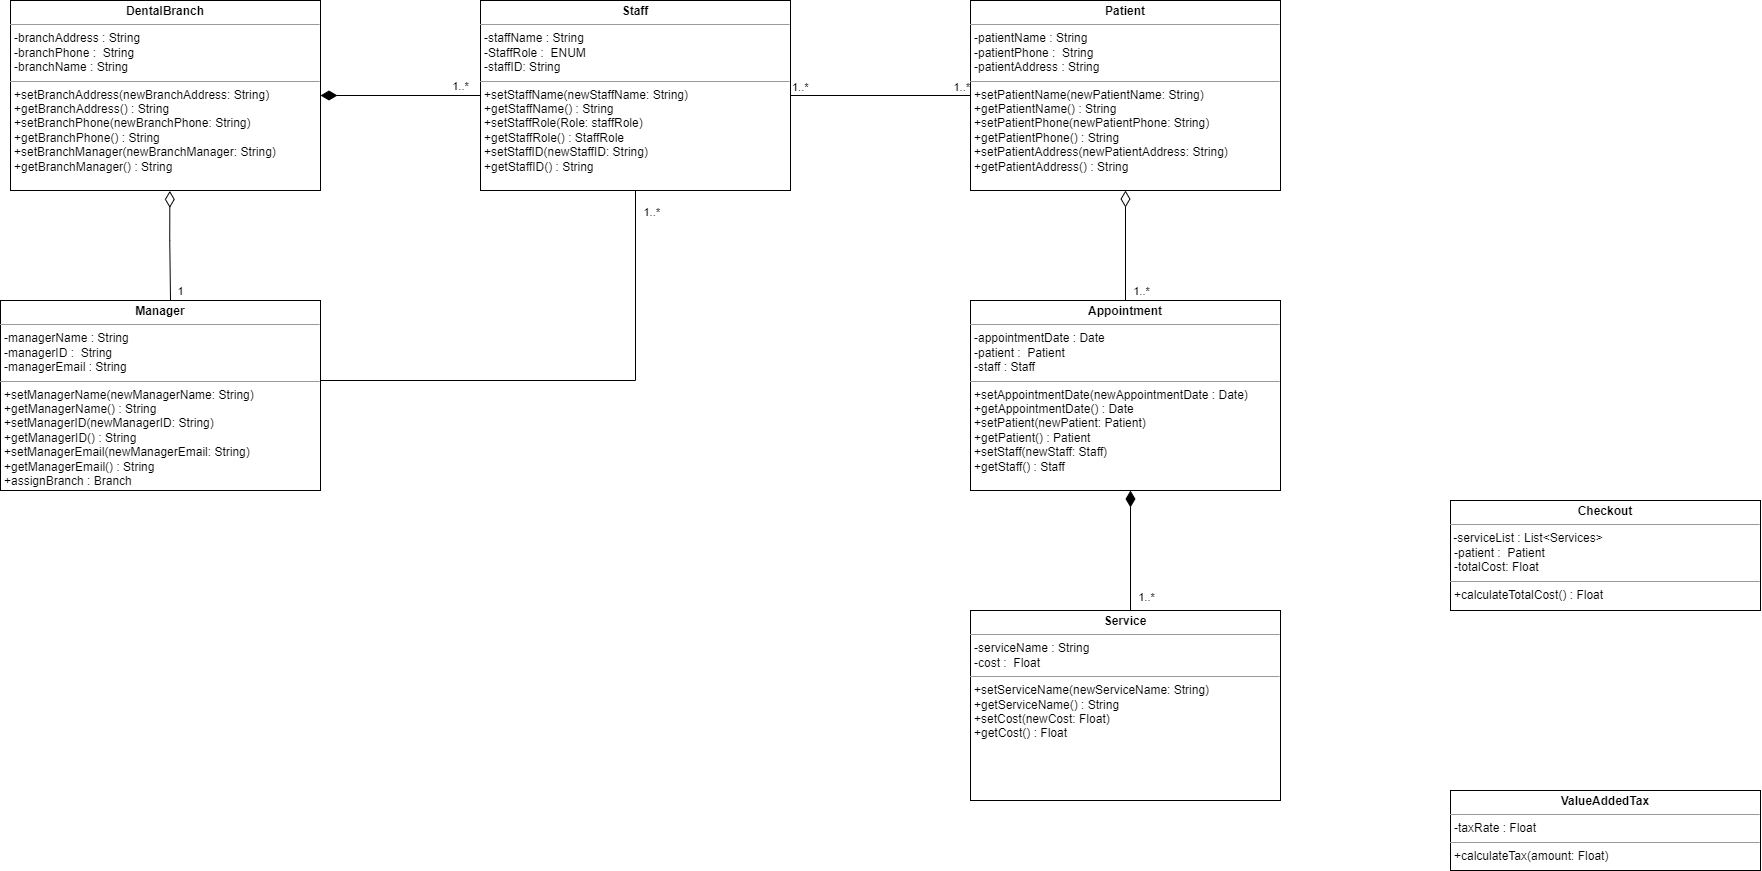 DentalBranch
-branchAddress : String
-branchPhone :  String
-branchName : String
+setBranchAddress(newBranchAddress: String)
+getBranchAddress() : String
+setBranchPhone(newBranchPhone: String)
+getBranchPhone() : String
+setBranchManager(newBranchManager: String)
+getBranchManager() : String
1..*
Staff
-staffName : String
-StaffRole :  ENUM
-staffID: String
+setStaffName(newStaffName: String)
+getStaffName() : String
+setStaffRole(Role: staffRole)
+getStaffRole() : StaffRole
+setStaffID(newStaffID: String)
+getStaffID() : String
1..*
1..*
1..*
Patient
-patientName : String
-patientPhone :  String
-patientAddress : String
+setPatientName(newPatientName: String)
+getPatientName() : String
+setPatientPhone(newPatientPhone: String)
+getPatientPhone() : String
+setPatientAddress(newPatientAddress: String)
+getPatientAddress() : String
1
Manager
-managerName : String
-managerID :  String
-managerEmail : String
+setManagerName(newManagerName: String)
+getManagerName() : String
+setManagerID(newManagerID: String)
+getManagerID() : String
+setManagerEmail(newManagerEmail: String)
+getManagerEmail() : String
+assignBranch : Branch
1..*
Appointment
-appointmentDate : Date
-patient :  Patient
-staff : Staff
+setAppointmentDate(newAppointmentDate : Date)
+getAppointmentDate() : Date
+setPatient(newPatient: Patient)
+getPatient() : Patient
+setStaff(newStaff: Staff)
+getStaff() : Staff
1..*
Service
-serviceName : String
-cost :  Float
+setServiceName(newServiceName: String)
+getServiceName() : String
+setCost(newCost: Float)
+getCost() : Float
Checkout
-serviceList : List<Services>
-patient :  Patient
-totalCost: Float
+calculateTotalCost() : Float
ValueAddedTax
-taxRate : Float
+calculateTax(amount: Float)